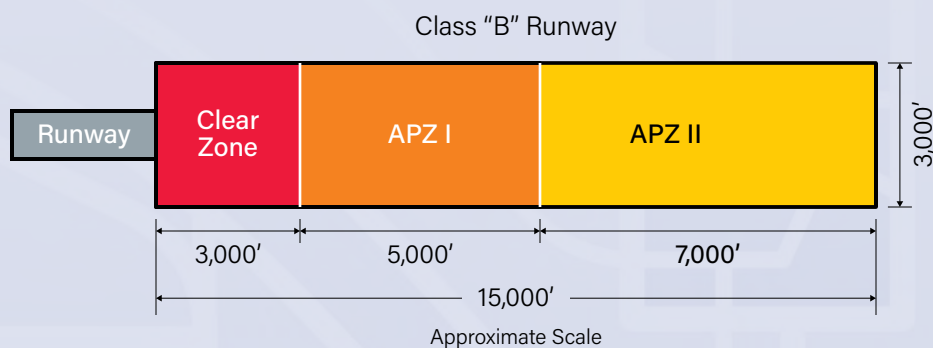 Class “B” Runway
Runway
Clear
Zone
APZ I
APZ II
3,000’
3,000’
5,000’
7,000’
15,000’
Approximate Scale